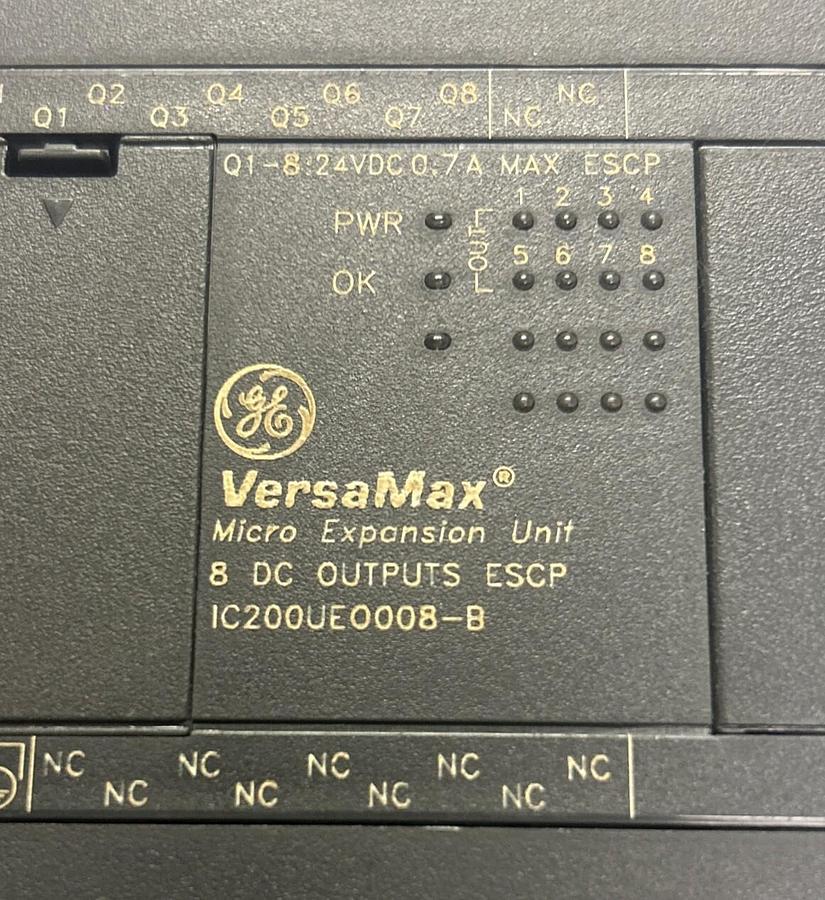 Q2 Q4 Q6 Q8 NC
Q1 Q3 Q5 Q7 NC
Q1-8:24VDC 0.7A MAX ESCP
1 2 3 4
PWR
OUT
5 6 7 8
OK
GE
VersaMax®
Micro Expansion Unit
8 DC OUTPUTS ESCP
IC200UEO008-B
NC NC NC NC NC
NC NC NC NC